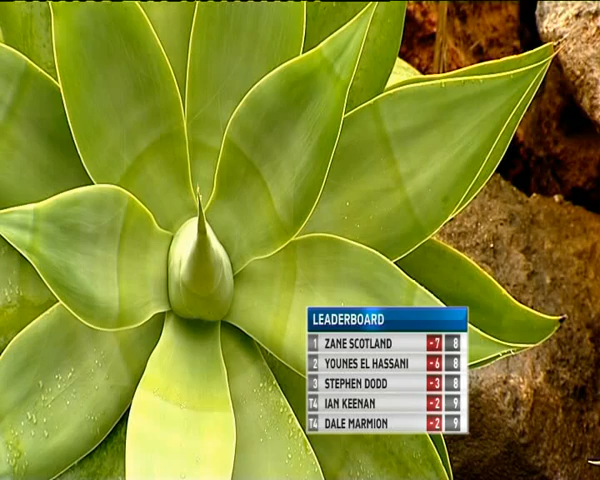 LEADERBOARD
1 ZANE SCOTLAND -7 8
2 YOUNES EL HASSANI -6 8
3 STEPHEN DODD -3 8
T4 IAN KEENAN -2 9
T4 DALE MARMION -2 9